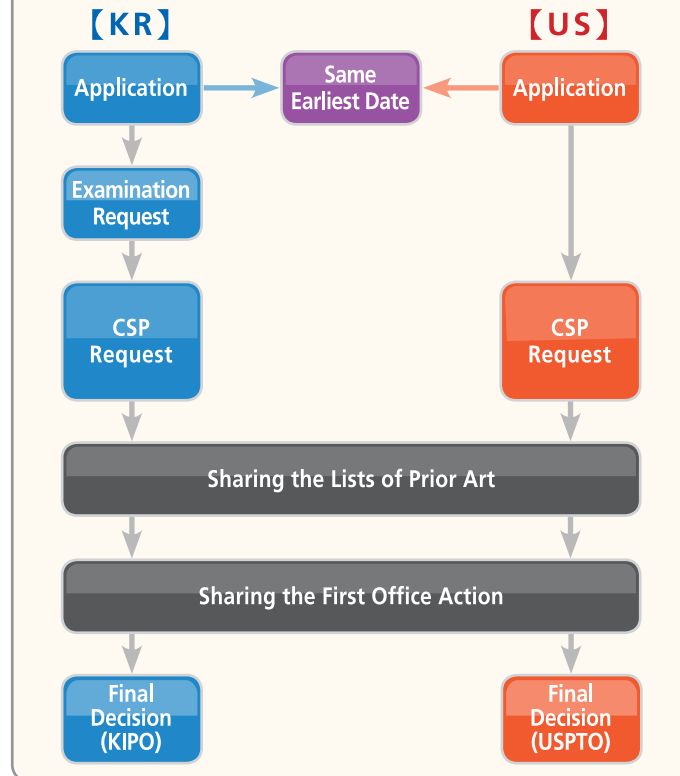 【KR】
【US】
Application
Same
Earliest Date
Application
Examination
Request
CSP
Request
CSP
Request
Sharing the Lists of Prior Art
Sharing the First Office Action
Final
Decision
(KIPO)
Final
Decision
(USPTO)